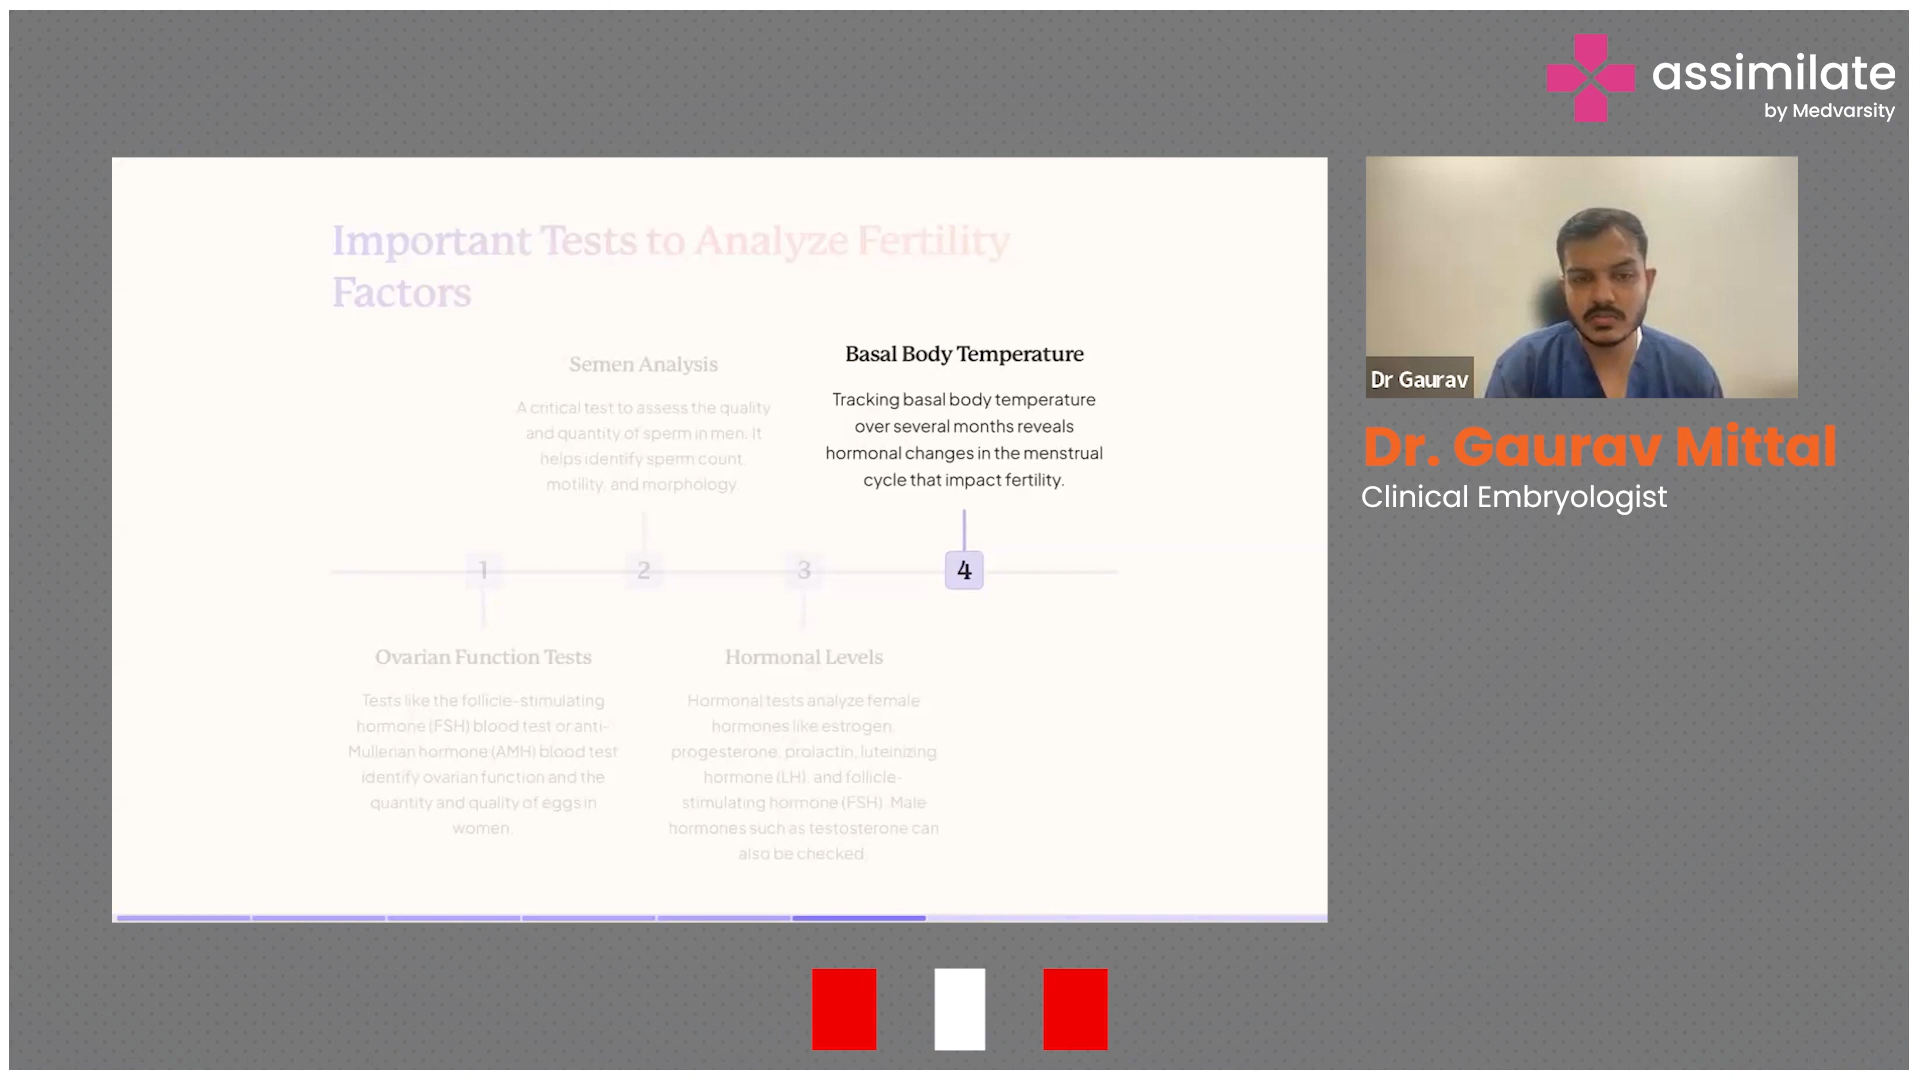 assimilate
by Medvarsity
Important Tests to Analyze Fertility
Factors
Semen Analysis
A critical test to assess the quality
and quantity of sperm in men. It
helps identify sperm count,
motility, and morphology.
Basal Body Temperature
Tracking basal body temperature
over several months reveals
hormonal changes in the menstrual
cycle that impact fertility.
1
2
3
4
Ovarian Function Tests
Tests like the follicle-stimulating
hormone (FSH) blood test or anti-
Mullerian hormone (AMH) blood test
identify ovarian function and the
quantity and quality of eggs in
women.
Hormonal Levels
Hormonal tests analyze female
hormones like estrogen,
progesterone, prolactin, luteinizing
hormone (LH), and follicle-
stimulating hormone (FSH). Male
hormones such as testosterone can
also be checked.
Dr Gaurav
Dr. Gaurav Mittal
Clinical Embryologist